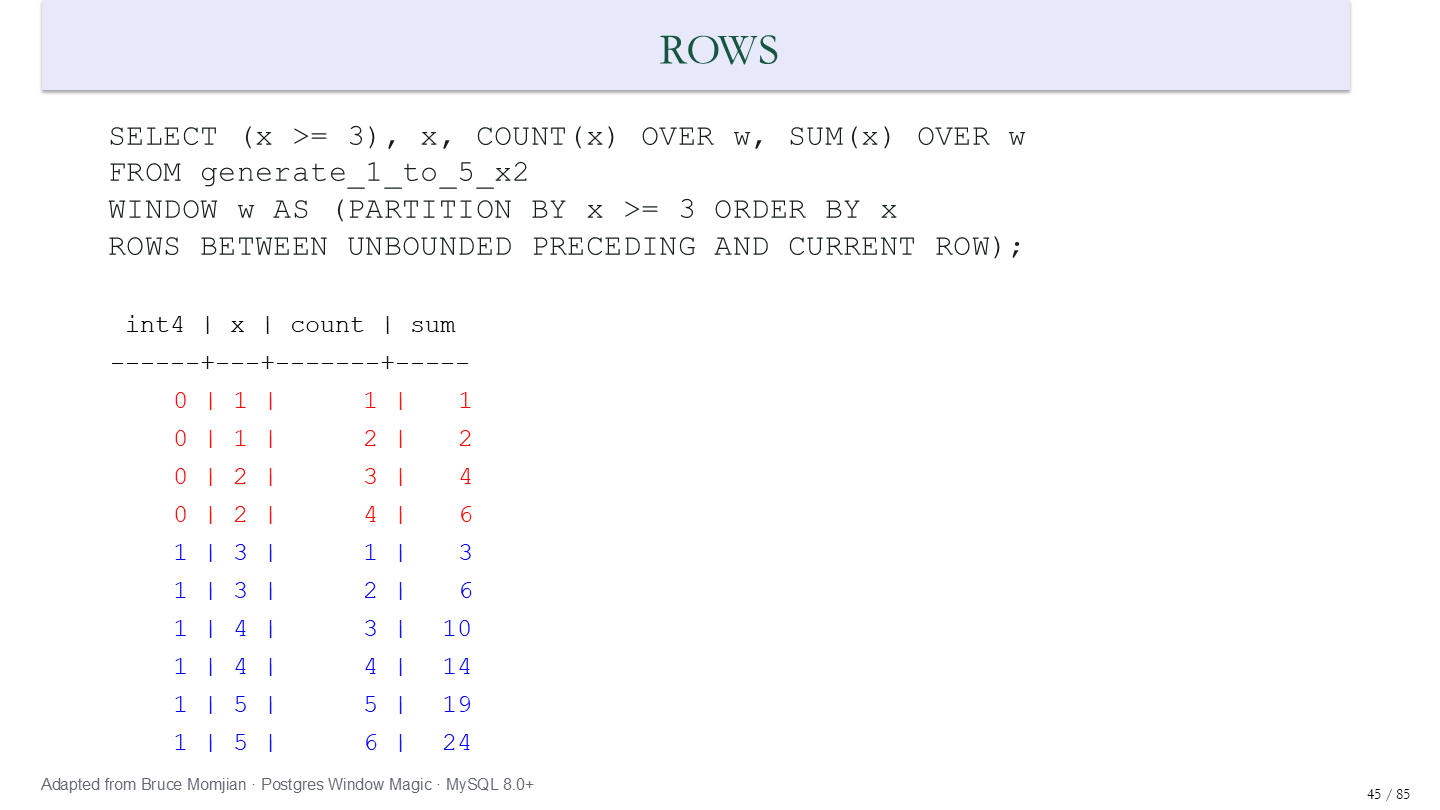 ROWS
SELECT (x >= 3), x, COUNT(x) OVER w, SUM(x) OVER w
FROM generate_1_to_5_x2
WINDOW w AS (PARTITION BY x >= 3 ORDER BY x
ROWS BETWEEN UNBOUNDED PRECEDING AND CURRENT ROW);
int4 | x | count | sum
------+---+-------+-----
0 | 1 | 1 | 1
0 | 1 | 2 | 2
0 | 2 | 3 | 4
0 | 2 | 4 | 6
1 | 3 | 1 | 3
1 | 3 | 2 | 6
1 | 4 | 3 | 10
1 | 4 | 4 | 14
1 | 5 | 5 | 19
1 | 5 | 6 | 24
Adapted from Bruce Momjian · Postgres Window Magic · MySQL 8.0+
45 / 85